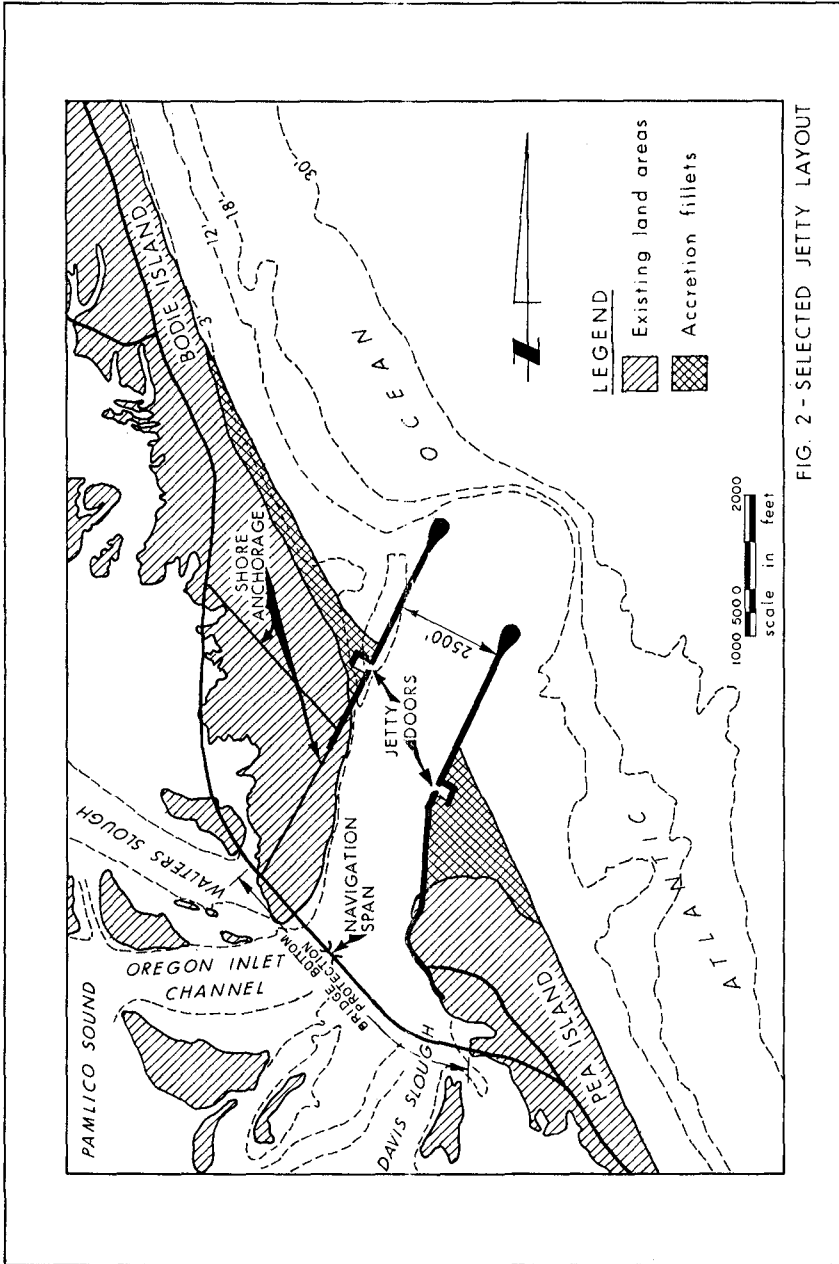 PAMLICO SOUND
OREGON INLET
CHANNEL
WALTERS SLOUGH
DAVIS SLOUGH
BRIDGE BOTTOM
PROTECTION
NAVIGATION
SPAN
SHORE
ANCHORAGE
BODIE ISLAND
JETTY
DOORS
2500'
PEA ISLAND
3'
12'
18'
30'
ATLANTIC
OCEAN
N
LEGEND
Existing land areas
Accretion fillets
1000 500 0 2000
scale in feet
FIG. 2 - SELECTED JETTY LAYOUT